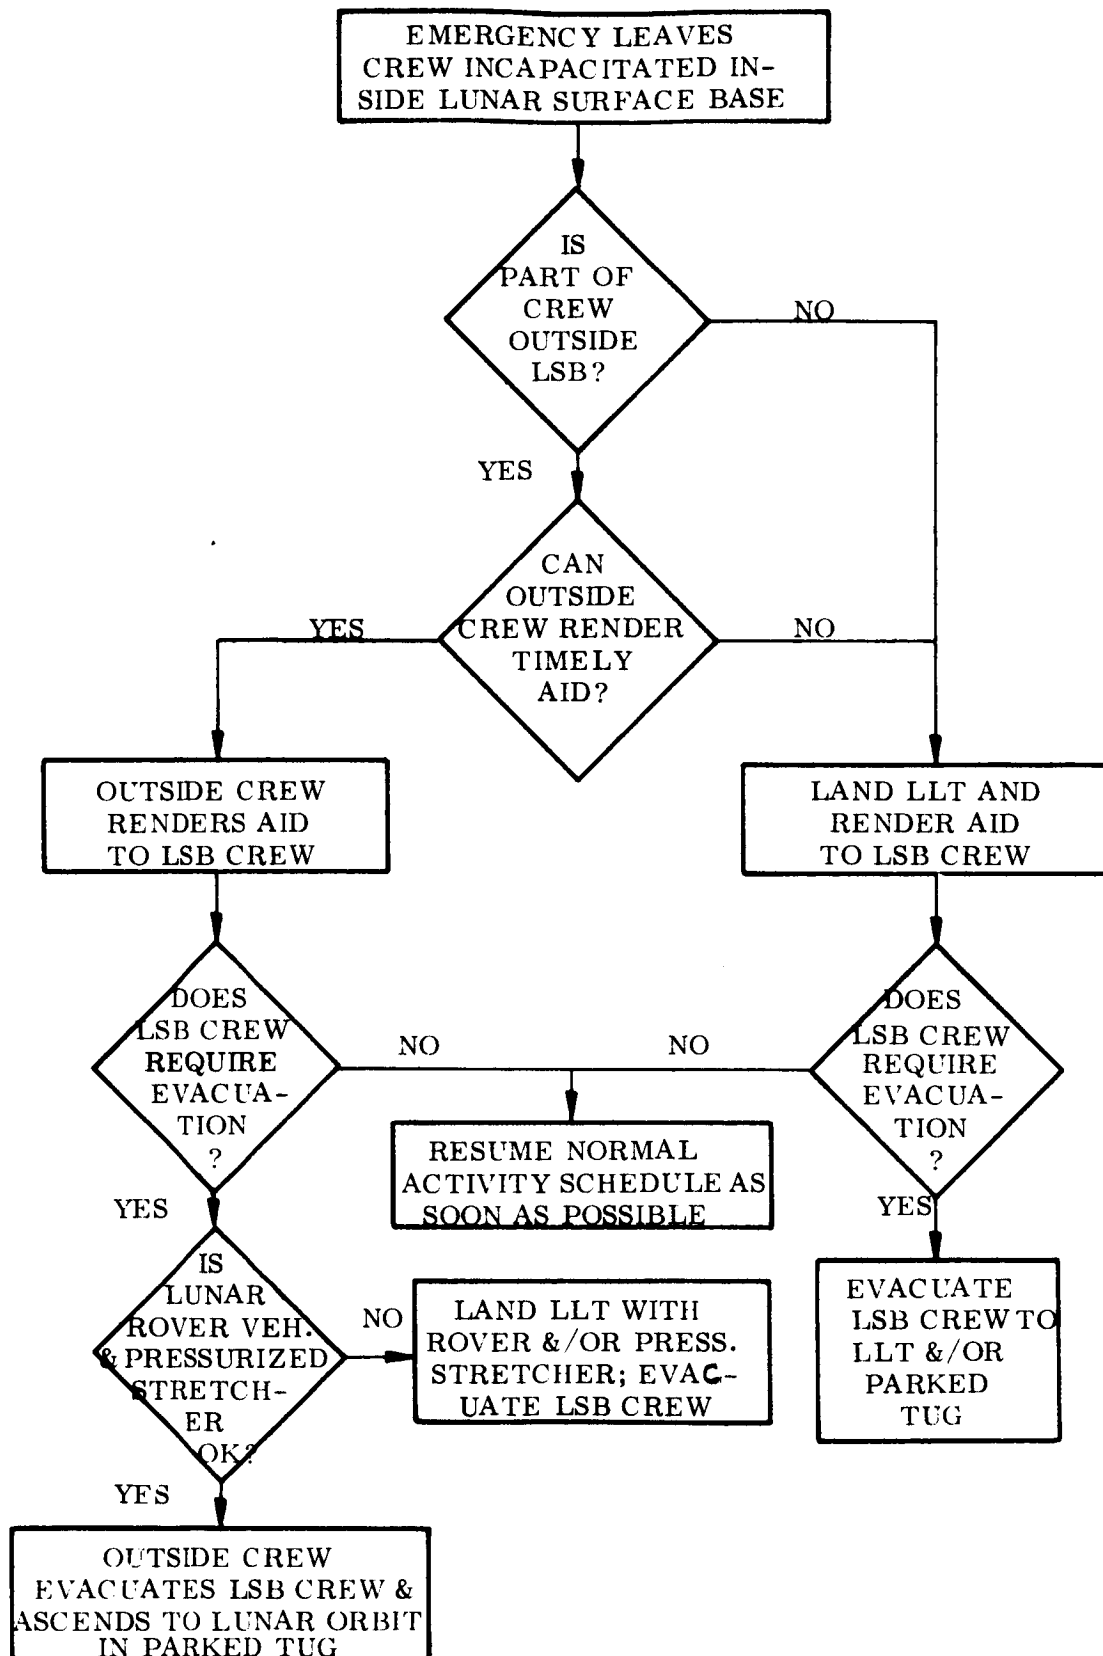 EMERGENCY LEAVES
CREW INCAPACITATED IN-
SIDE LUNAR SURFACE BASE
IS
PART OF
CREW
OUTSIDE
LSB?
NO
YES
CAN
OUTSIDE
CREW RENDER
TIMELY
AID?
YES
NO
OUTSIDE CREW
RENDERS AID
TO LSB CREW
LAND LLT AND
RENDER AID
TO LSB CREW
DOES
LSB CREW
REQUIRE
EVACUA-
TION
?
NO
NO
DOES
LSB CREW
REQUIRE
EVACUA-
TION
?
RESUME NORMAL
ACTIVITY SCHEDULE AS
SOON AS POSSIBLE
YES
YES
IS
LUNAR
ROVER VEH.
& PRESSURIZED
STRETCH-
ER
OK?
NO
LAND LLT WITH
ROVER &/OR PRESS.
STRETCHER; EVAC-
UATE LSB CREW
EVACUATE
LSB CREW TO
LLT &/OR
PARKED
TUG
YES
OUTSIDE CREW
EVACUATES LSB CREW &
ASCENDS TO LUNAR ORBIT
IN PARKED TUG